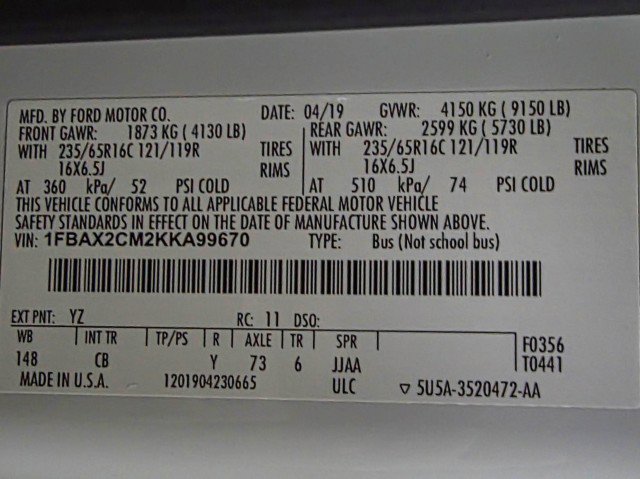 MFD. BY FORD MOTOR CO. DATE: 04/19 GVWR: 4150 KG ( 9150 LB)
FRONT GAWR: 1873 KG ( 4130 LB) REAR GAWR: 2599 KG ( 5730 LB)
WITH 235/65R16C 121/119R TIRES WITH 235/65R16C 121/119R TIRES
16X6.5J RIMS 16X6.5J RIMS
AT 360 kPa/ 52 PSI COLD AT 510 kPa/ 74 PSI COLD
THIS VEHICLE CONFORMS TO ALL APPLICABLE FEDERAL MOTOR VEHICLE
SAFETY STANDARDS IN EFFECT ON THE DATE OF MANUFACTURE SHOWN ABOVE.
VIN: 1FBAX2CM2KKA99670 TYPE: Bus (Not school bus)
EXT PNT: YZ RC: 11 DSO:
WB INT TR TP/PS R AXLE TR SPR F0356
148 CB Y 73 6 JJAA T0441
MADE IN U.S.A. 1201904230665 ULC ▽ 5U5A-3520472-AA